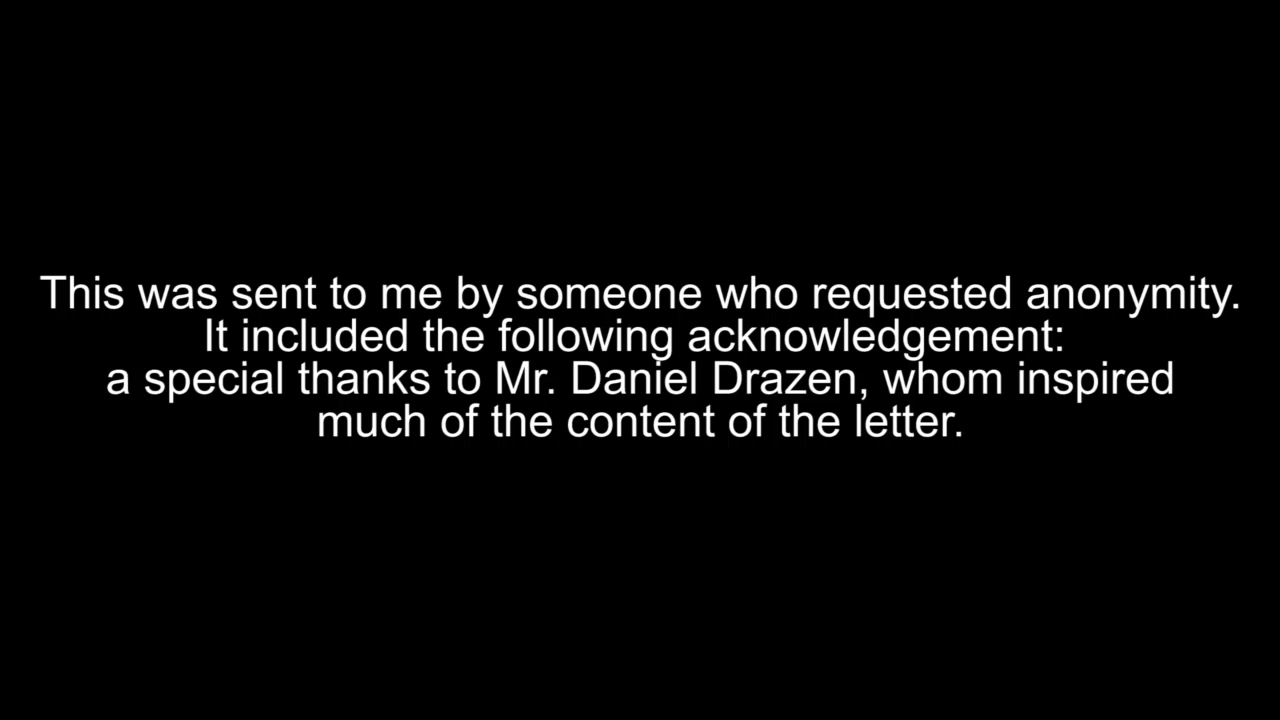 This was sent to me by someone who requested anonymity.
It included the following acknowledgement:
a special thanks to Mr. Daniel Drazen, whom inspired
much of the content of the letter.